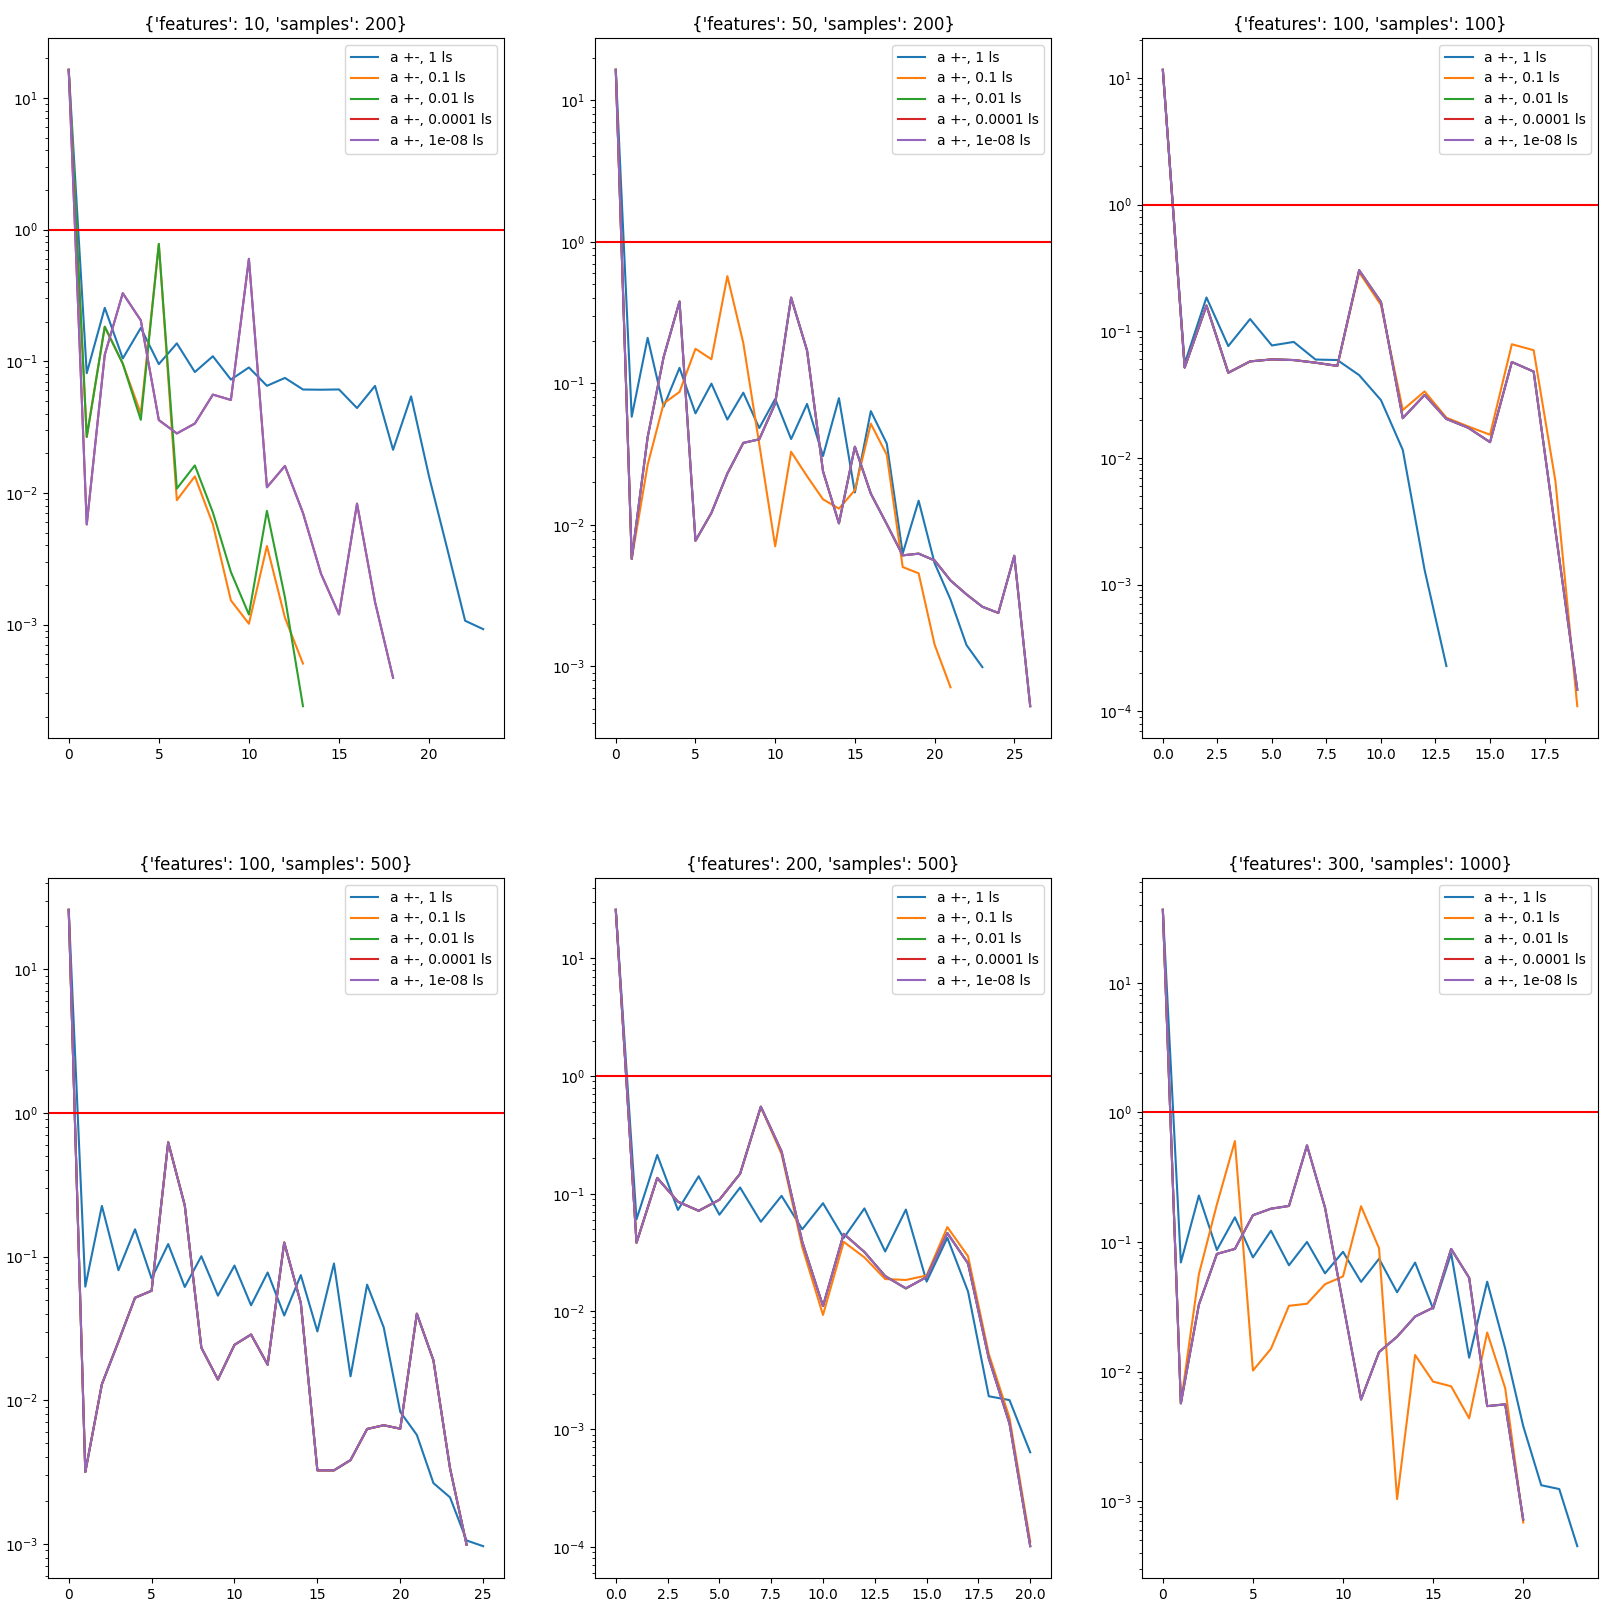 {'features': 10, 'samples': 200}
a +-, 1 ls
a +-, 0.1 ls
a +-, 0.01 ls
a +-, 0.0001 ls
a +-, 1e-08 ls
10¹
10⁰
10⁻¹
10⁻²
10⁻³
0 5 10 15 20
{'features': 50, 'samples': 200}
a +-, 1 ls
a +-, 0.1 ls
a +-, 0.01 ls
a +-, 0.0001 ls
a +-, 1e-08 ls
10¹
10⁰
10⁻¹
10⁻²
10⁻³
0 5 10 15 20 25
{'features': 100, 'samples': 100}
a +-, 1 ls
a +-, 0.1 ls
a +-, 0.01 ls
a +-, 0.0001 ls
a +-, 1e-08 ls
10¹
10⁰
10⁻¹
10⁻²
10⁻³
10⁻⁴
0.0 2.5 5.0 7.5 10.0 12.5 15.0 17.5
{'features': 100, 'samples': 500}
a +-, 1 ls
a +-, 0.1 ls
a +-, 0.01 ls
a +-, 0.0001 ls
a +-, 1e-08 ls
10¹
10⁰
10⁻¹
10⁻²
10⁻³
0 5 10 15 20 25
{'features': 200, 'samples': 500}
a +-, 1 ls
a +-, 0.1 ls
a +-, 0.01 ls
a +-, 0.0001 ls
a +-, 1e-08 ls
10¹
10⁰
10⁻¹
10⁻²
10⁻³
10⁻⁴
0.0 2.5 5.0 7.5 10.0 12.5 15.0 17.5 20.0
{'features': 300, 'samples': 1000}
a +-, 1 ls
a +-, 0.1 ls
a +-, 0.01 ls
a +-, 0.0001 ls
a +-, 1e-08 ls
10¹
10⁰
10⁻¹
10⁻²
10⁻³
0 5 10 15 20